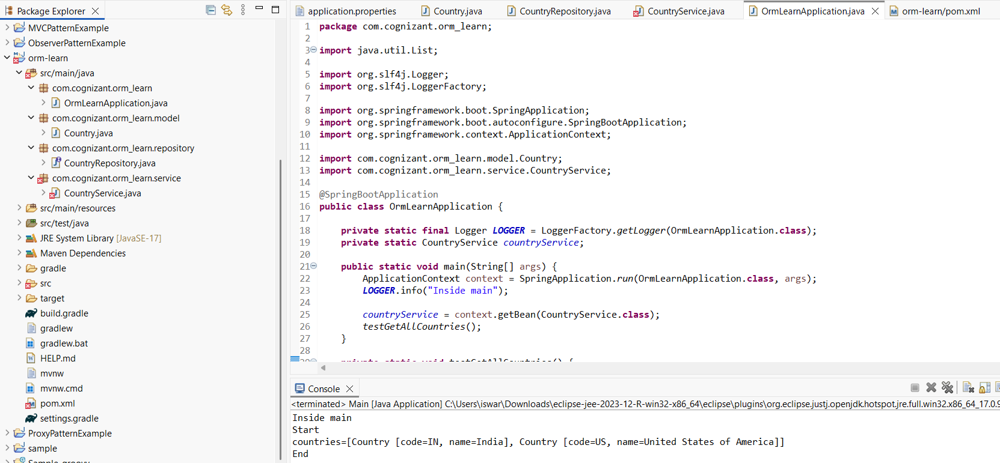 Package Explorer
MVCPatternExample
ObserverPatternExample
orm-learn
src/main/java
com.cognizant.orm_learn
OrmLearnApplication.java
com.cognizant.orm_learn.model
Country.java
com.cognizant.orm_learn.repository
CountryRepository.java
com.cognizant.orm_learn.service
CountryService.java
src/main/resources
src/test/java
JRE System Library [JavaSE-17]
Maven Dependencies
gradle
src
target
build.gradle
gradlew
gradlew.bat
HELP.md
mvnw
mvnw.cmd
pom.xml
settings.gradle
ProxyPatternExample
sample
Sample-groovy
application.properties Country.java CountryRepository.java CountryService.java OrmLearnApplication.java orm-learn/pom.xml
1 package com.cognizant.orm_learn;
2
3 import java.util.List;
4
5 import org.slf4j.Logger;
6 import org.slf4j.LoggerFactory;
7
8 import org.springframework.boot.SpringApplication;
9 import org.springframework.boot.autoconfigure.SpringBootApplication;
10 import org.springframework.context.ApplicationContext;
11
12 import com.cognizant.orm_learn.model.Country;
13 import com.cognizant.orm_learn.service.CountryService;
14
15 @SpringBootApplication
16 public class OrmLearnApplication {
17
18 private static final Logger LOGGER = LoggerFactory.getLogger(OrmLearnApplication.class);
19 private static CountryService countryService;
20
21 public static void main(String[] args) {
22 ApplicationContext context = SpringApplication.run(OrmLearnApplication.class, args);
23 LOGGER.info("Inside main");
24
25 countryService = context.getBean(CountryService.class);
26 testGetAllCountries();
27 }
28
29 private static void testGetAllCountries() {
Console
<terminated> Main [Java Application] C:\Users\iswar\Downloads\eclipse-jee-2023-12-R-win32-x86_64\eclipse\plugins\org.eclipse.justj.openjdk.hotspot.jre.full.win32.x86_64_17.0.9
Inside main
Start
countries=[Country [code=IN, name=India], Country [code=US, name=United States of America]]
End